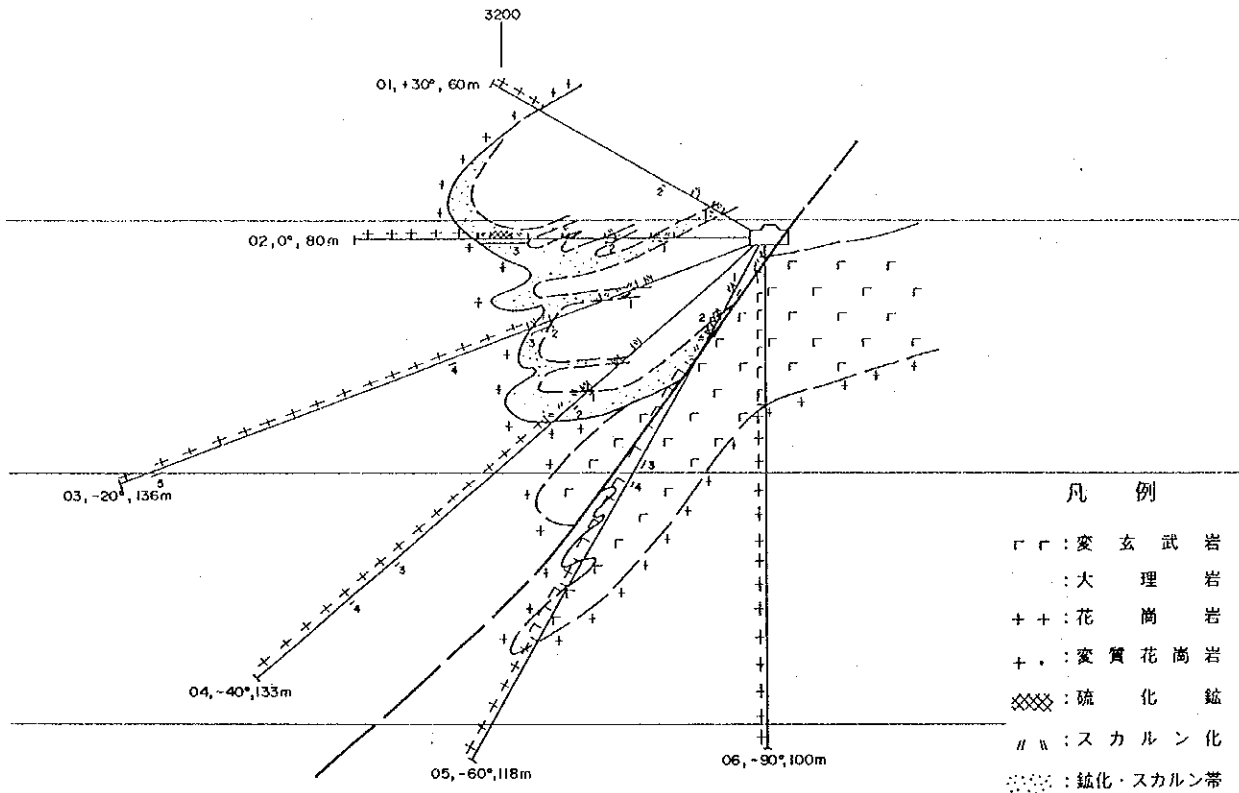 3200
01, +30°, 60m
02, 0°, 80m
03, -20°, 136m
04, -40°, 133m
05, -60°, 118m
06, -90°, 100m
凡 例
変 玄 武 岩
大 理 岩
花 崗 岩
変 質 花 崗 岩
硫 化 鉱
スカルン化
鉱化・スカルン帯